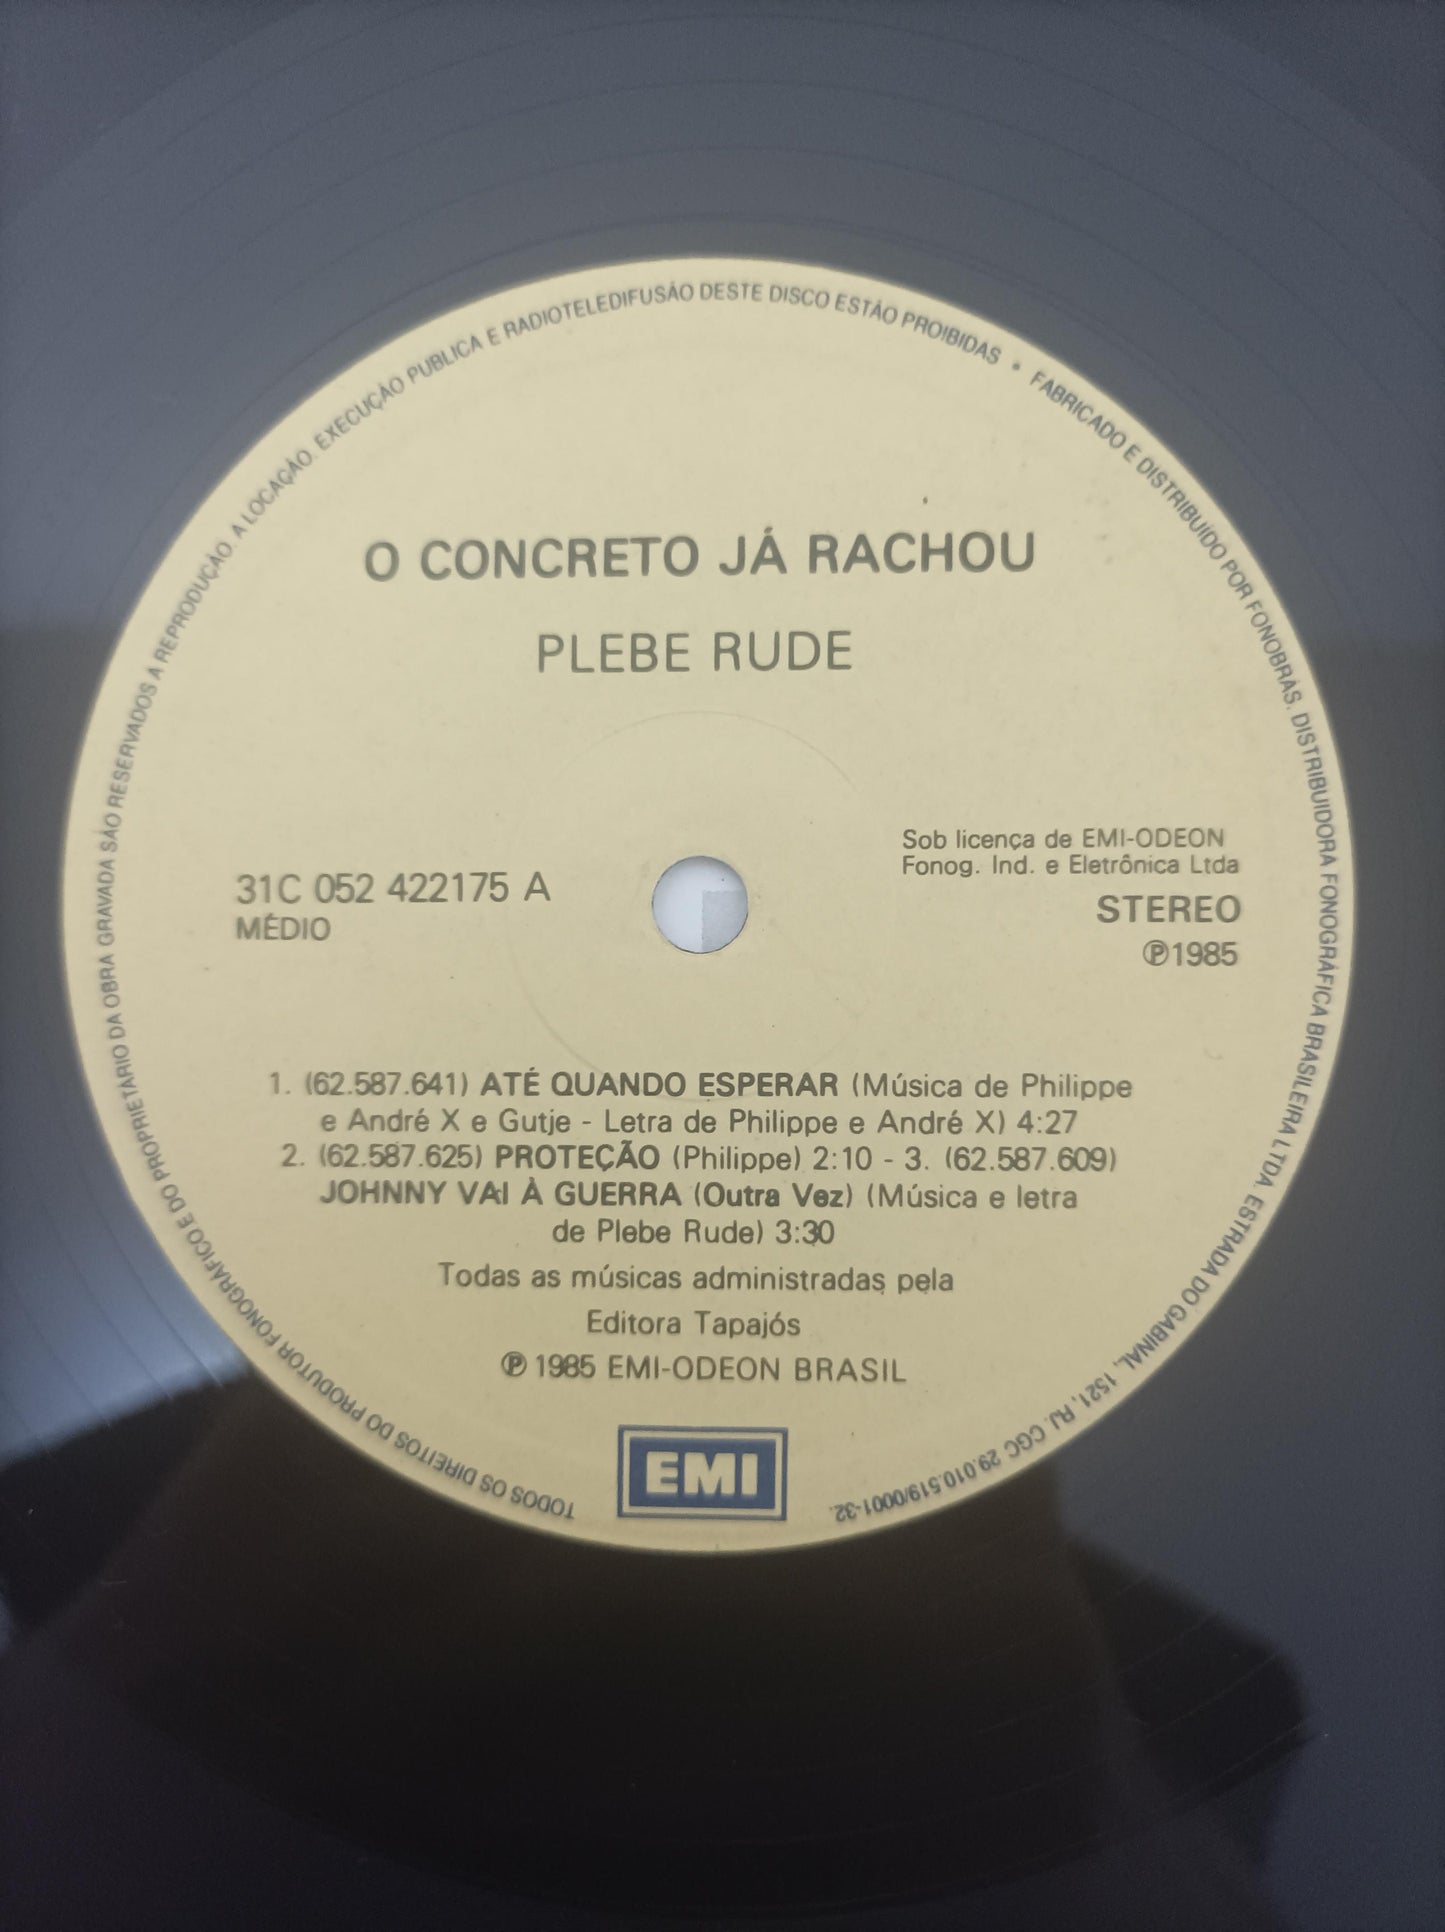 TODOS OS DIREITOS DO PRODUTOR FONOGRÁFICO E DO PROPRIETÁRIO DA OBRA GRAVADA SÃO RESERVADOS A REPRODUÇÃO. A LOCAÇÃO. EXECUÇÃO PUBLICA E RADIOTELEDIFUSÃO DESTE DISCO ESTÃO PROIBIDAS • FABRICADO E DISTRIBUÍDO POR FONOBRÁS. DISTRIBUIDORA FONOGRÁFICA BRASILEIRA LTDA. ESTRADA DO GABINAL, 1521, RJ. CGC 29.010.519/0001-32.
O CONCRETO JÁ RACHOU
PLEBE RUDE
Sob licença de EMI-ODEON
Fonog. Ind. e Eletrônica Ltda
31C 052 422175 A
STEREO
MÉDIO
℗1985
1. (62.587.641) ATÉ QUANDO ESPERAR (Música de Philippe
e André X e Gutje - Letra de Philippe e André X) 4:27
2. (62.587.625) PROTEÇÃO (Philippe) 2:10 - 3. (62.587.609)
JOHNNY VAI À GUERRA (Outra Vez) (Música e letra
de Plebe Rude) 3:30
Todas as músicas administradas pela
Editora Tapajós
℗ 1985 EMI-ODEON BRASIL
EMI